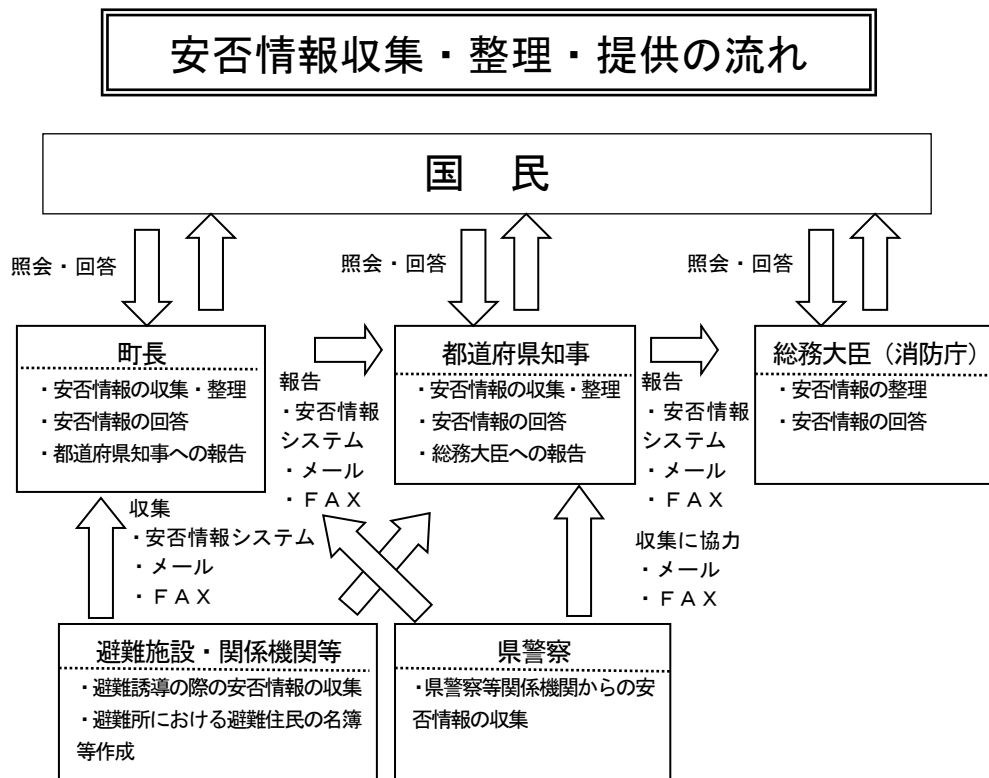 安否情報収集・整理・提供の流れ
国　民
照会・回答
照会・回答
照会・回答
町長
・安否情報の収集・整理
・安否情報の回答
・都道府県知事への報告
報告
・安否情報
システム
・メール
・ＦＡＸ
都道府県知事
・安否情報の収集・整理
・安否情報の回答
・総務大臣への報告
報告
・安否情報
システム
・メール
・ＦＡＸ
総務大臣（消防庁）
・安否情報の整理
・安否情報の回答
収集
・安否情報システム
・メール
・ＦＡＸ
収集に協力
・メール
・ＦＡＸ
避難施設・関係機関等
・避難誘導の際の安否情報の収集
・避難所における避難住民の名簿
等作成
県警察
・県警察等関係機関からの安
否情報の収集